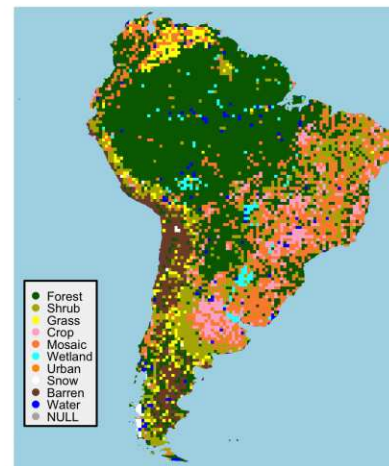 Forest
Shrub
Grass
Crop
Mosaic
Wetland
Urban
Snow
Barren
Water
NULL